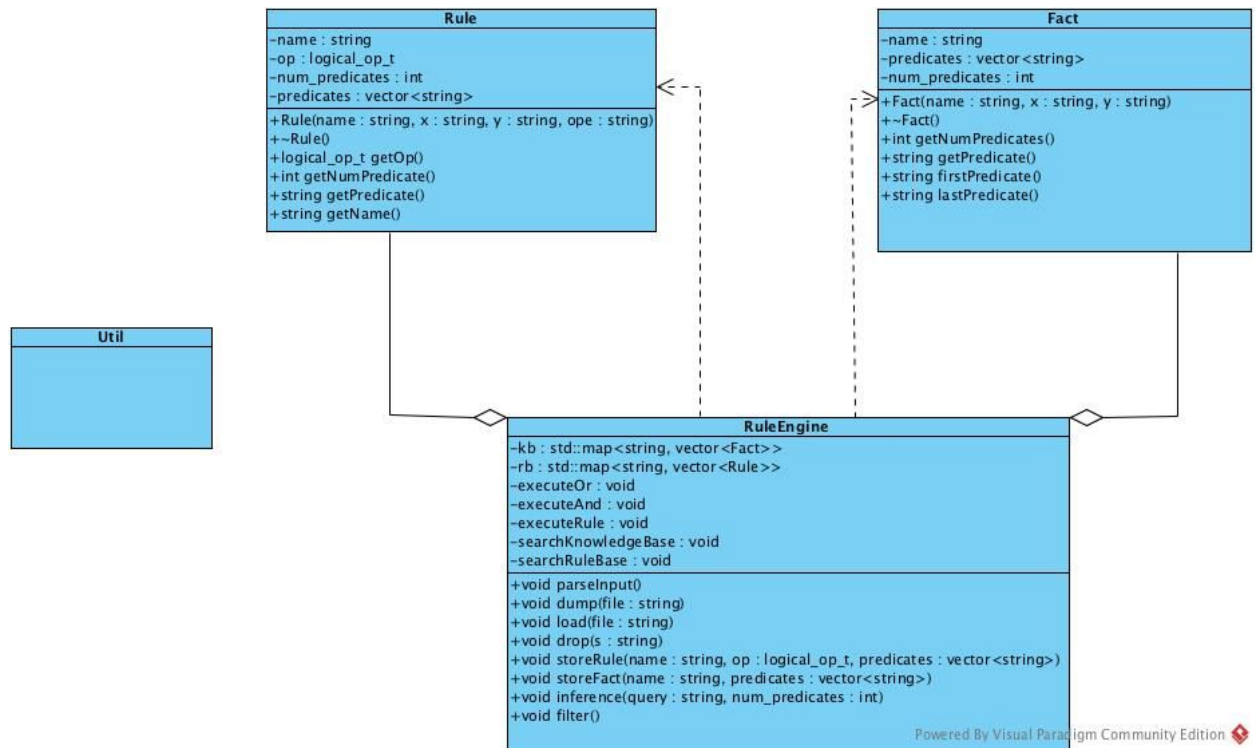 Rule
-name : string
-op : logical_op_t
-num_predicates : int
-predicates : vector<string>
+Rule(name : string, x : string, y : string, ope : string)
+~Rule()
+logical_op_t getOp()
+int getNumPredicate()
+string getPredicate()
+string getName()
Fact
-name : string
-predicates : vector<string>
-num_predicates : int
+Fact(name : string, x : string, y : string)
+~Fact()
+int getNumPredicates()
+string getPredicate()
+string firstPredicate()
+string lastPredicate()
Util
RuleEngine
-kb : std::map<string, vector<Fact>>
-rb : std::map<string, vector<Rule>>
-executeOr : void
-executeAnd : void
-executeRule : void
-searchKnowledgeBase : void
-searchRuleBase : void
+void parseInput()
+void dump(file : string)
+void load(file : string)
+void drop(s : string)
+void storeRule(name : string, op : logical_op_t, predicates : vector<string>)
+void storeFact(name : string, predicates : vector<string>)
+void inference(query : string, num_predicates : int)
+void filter()
Powered By Visual Paradigm Community Edition